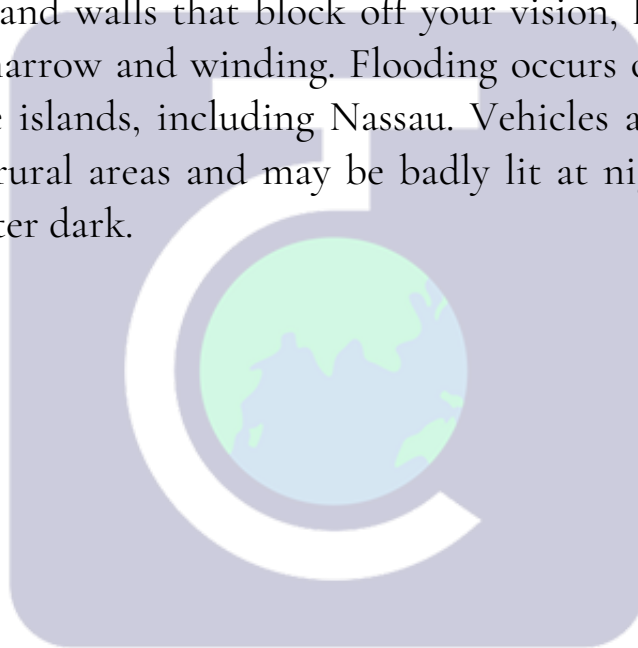 and walls that block off your vision,
narrow and winding. Flooding occurs
islands, including Nassau. Vehicles
rural areas and may be badly lit at
dark.